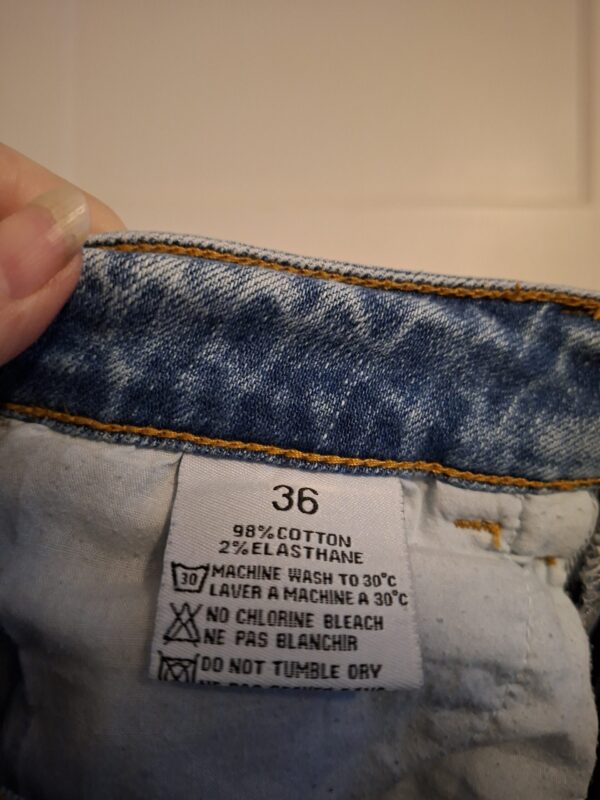 36
98%COTTON
2%ELASTHANE
30 MACHINE WASH TO 30°C
LAVER A MACHINE A 30°C
NO CHLORINE BLEACH
NE PAS BLANCHIR
DO NOT TUMBLE DRY